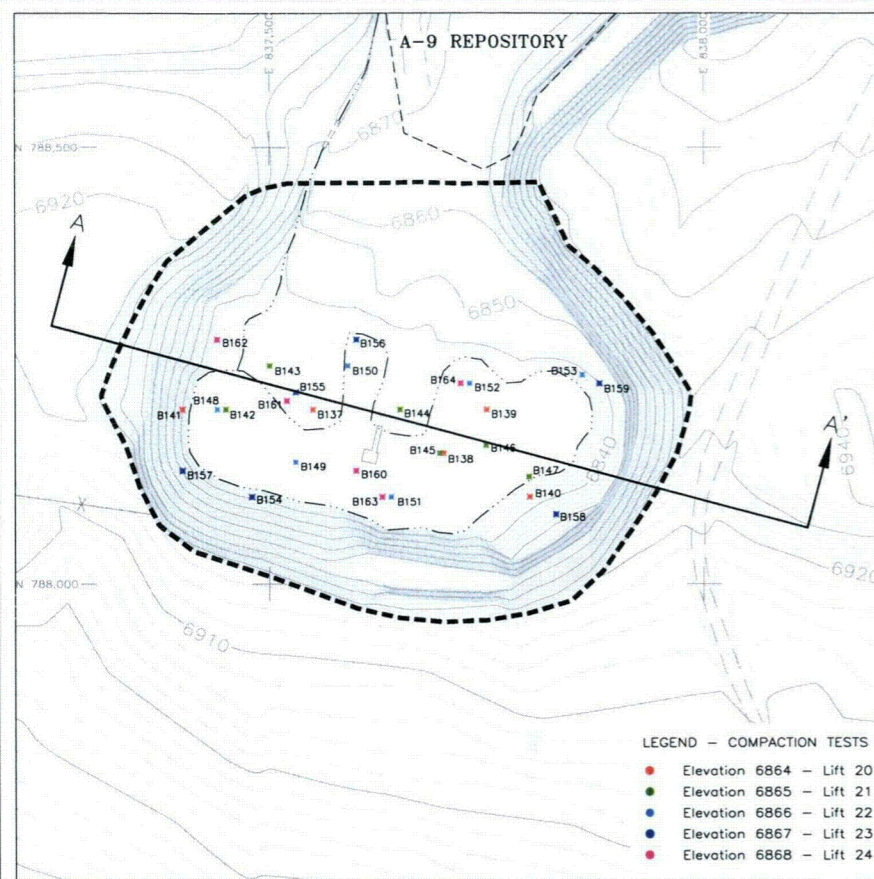 A-9 REPOSITORY
E 837,500
E 838,000
6870
N 788,500
6920
6860
A
6850
B162
B156
B143
B150
B153
B155
B164
B152
B159
B161
B148
B141
B142
B137
B144
B139
A'
B146
B145
B138
6840
6940
B149
B147
B157
B160
B140
B154
B163
B151
B158
X
N 788,000
6920
6910
LEGEND – COMPACTION TESTS
Elevation 6864 – Lift 20
Elevation 6865 – Lift 21
Elevation 6866 – Lift 22
Elevation 6867 – Lift 23
Elevation 6868 – Lift 24